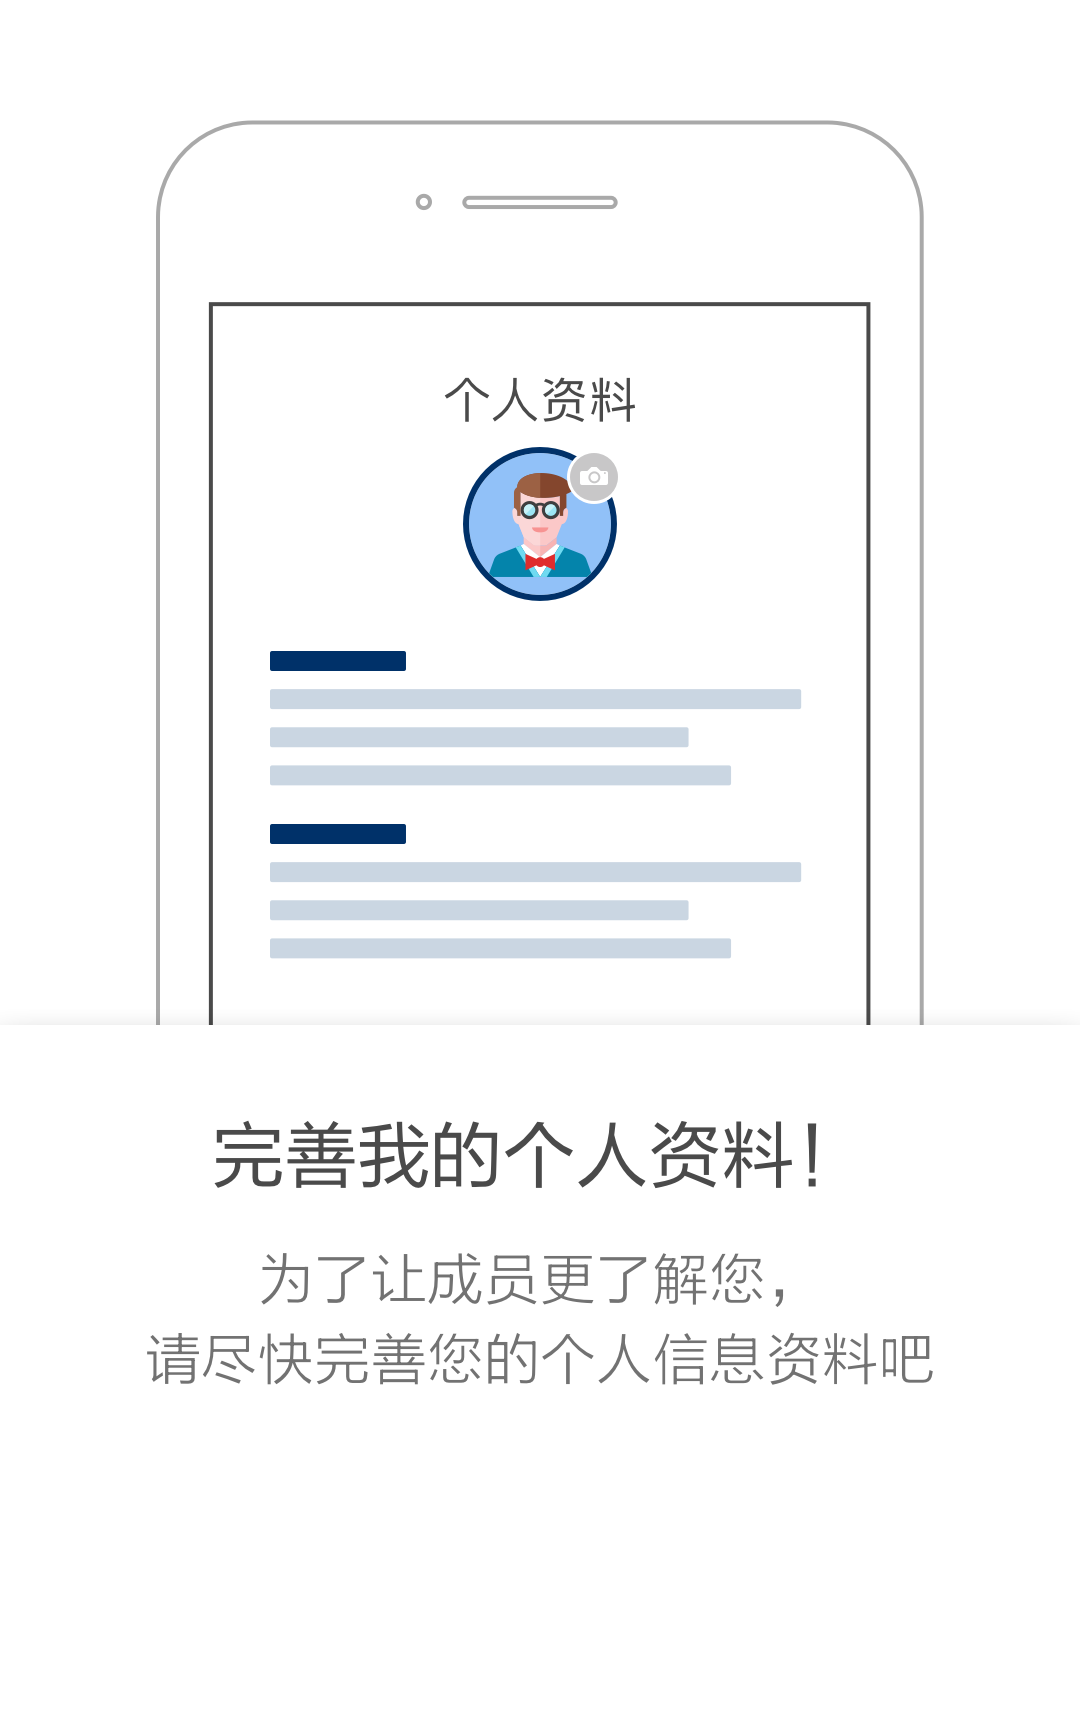 个人资料
完善我的个人资料！
为了让成员更了解您，
请尽快完善您的个人信息资料吧